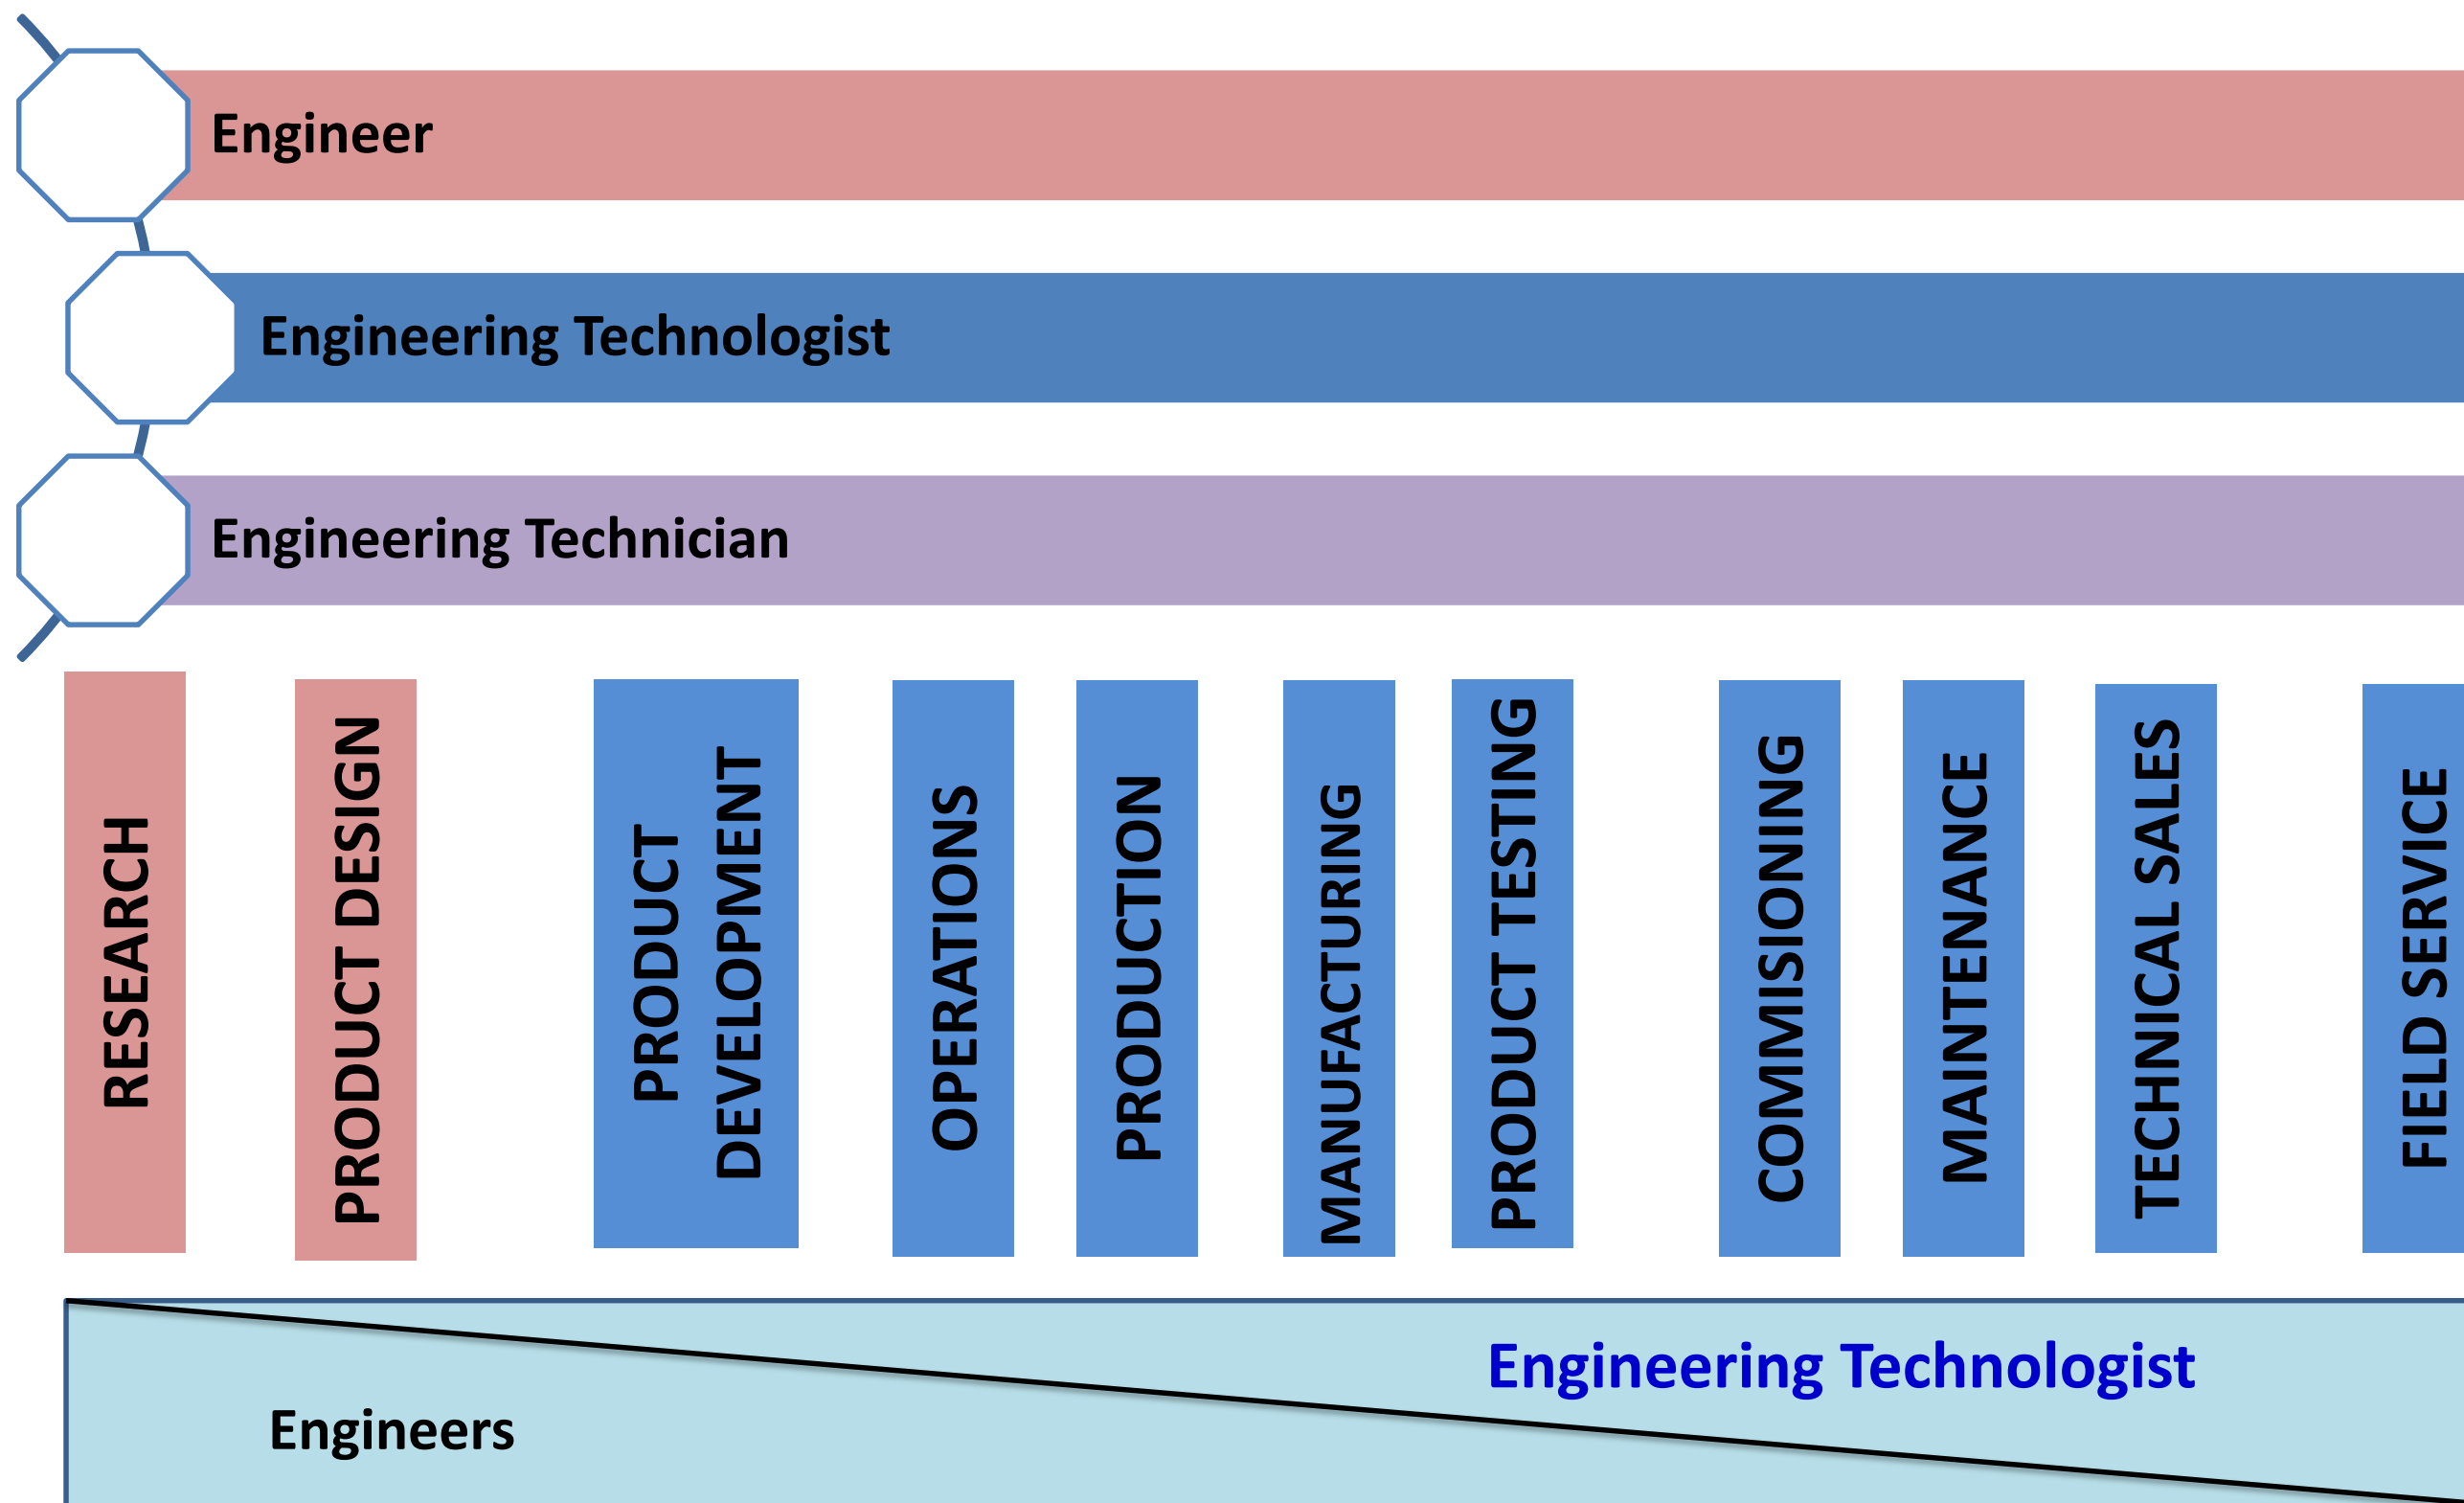 Engineer
Engineering Technologist
Engineering Technician
RESEARCH
PRODUCT DESIGN
PRODUCT
DEVELOPMENT
OPERATIONS
PRODUCTION
MANUFACTURING
PRODUCT TESTING
COMMISIONING
MAINTENANCE
TECHNICAL SALES
FIELD SERVICE
Engineering Technologist
Engineers